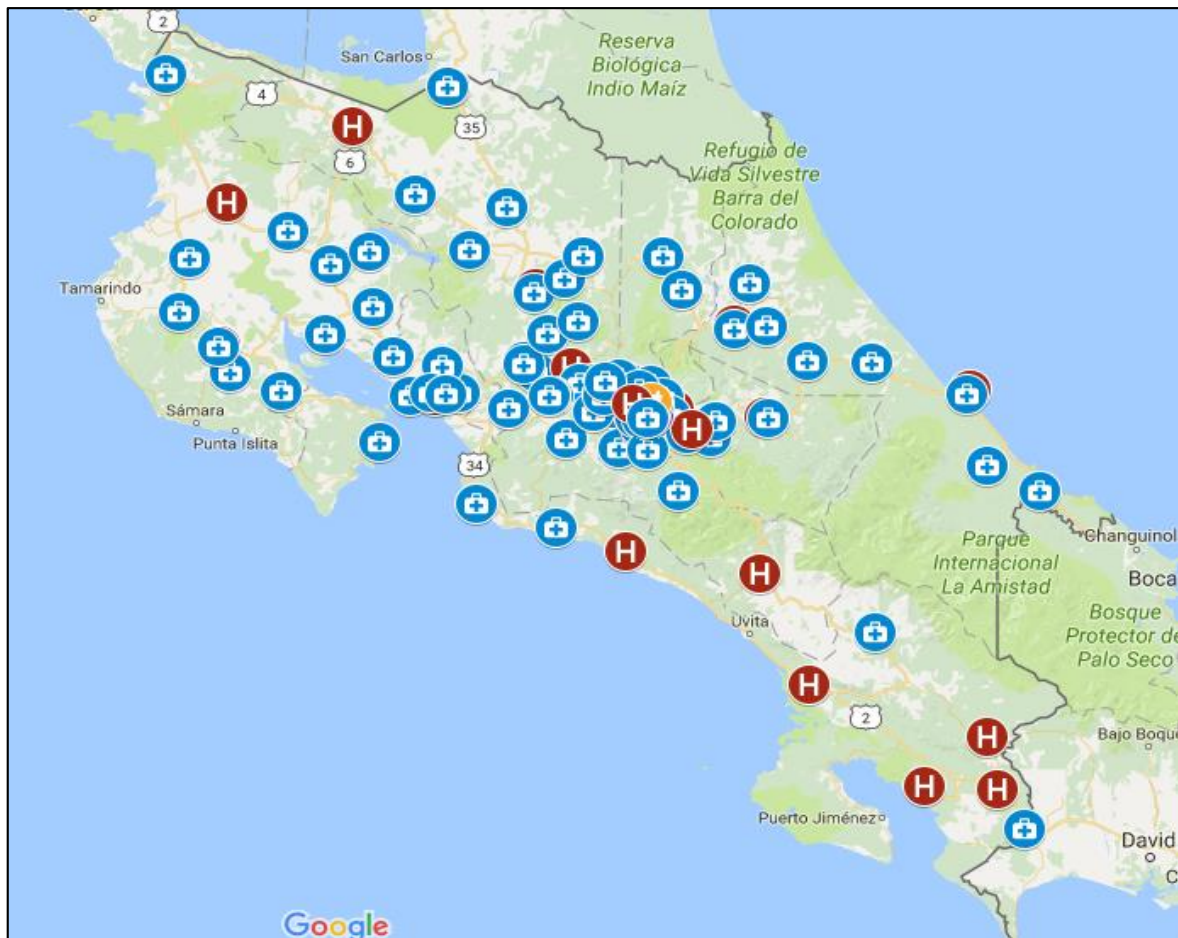 2
San Carlos
Reserva
Biológica
Indio Maíz
4
H
35
6
Refugio de
Vida Silvestre
Barra del
Colorado
H
Tamarindo
H
H
Sámara
Punta Islita
H
34
H
Parque
Internacional
La Amistad
Changuinol
Boca
H
Uvita
Bosque
Protector de
Palo Seco
H
2
H
Bajo Boque
H
H
Puerto Jiménez
David
C
Google